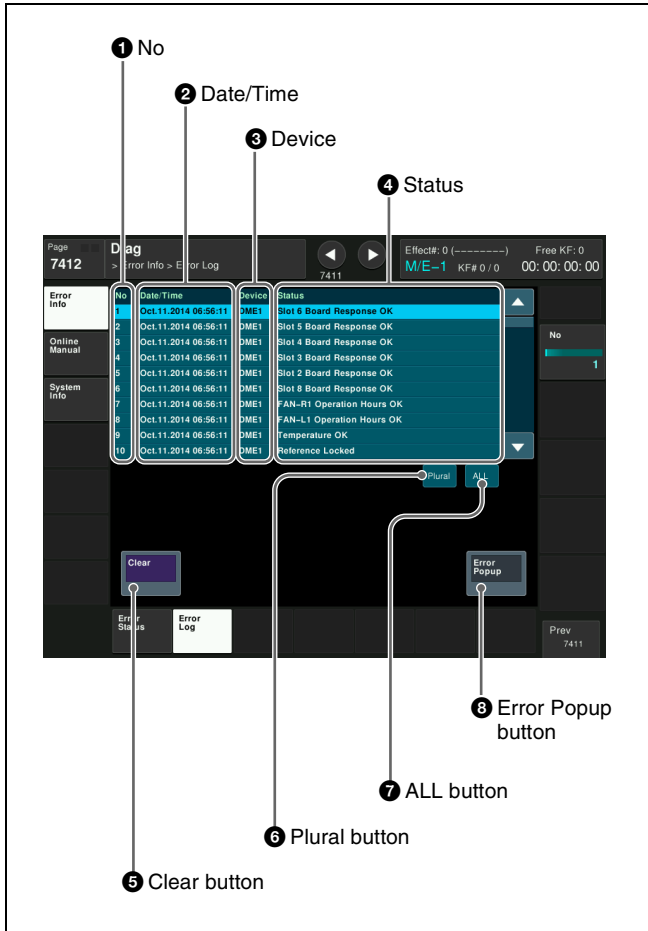 ❶ No
❷ Date/Time
❸ Device
❹ Status
Page
7412
Diag
> Error Info > Error Log
7411
Effect#: 0 (--------)
Free KF: 0
M/E-1 KF# 0 / 0 00: 00: 00: 00
Error Info
Online Manual
System Info
No Date/Time Device Status
1 Oct.11.2014 06:56:11 DME1 Slot 6 Board Response OK
2 Oct.11.2014 06:56:11 DME1 Slot 5 Board Response OK
3 Oct.11.2014 06:56:11 DME1 Slot 4 Board Response OK
4 Oct.11.2014 06:56:11 DME1 Slot 3 Board Response OK
5 Oct.11.2014 06:56:11 DME1 Slot 2 Board Response OK
6 Oct.11.2014 06:56:11 DME1 Slot 8 Board Response OK
7 Oct.11.2014 06:56:11 DME1 FAN-R1 Operation Hours OK
8 Oct.11.2014 06:56:11 DME1 FAN-L1 Operation Hours OK
9 Oct.11.2014 06:56:11 DME1 Temperature OK
10 Oct.11.2014 06:56:11 DME1 Reference Locked
No
1
Plural ALL
Clear
Error Popup
Error Status
Error Log
Prev
7411
❽ Error Popup
button
❼ ALL button
❻ Plural button
❺ Clear button